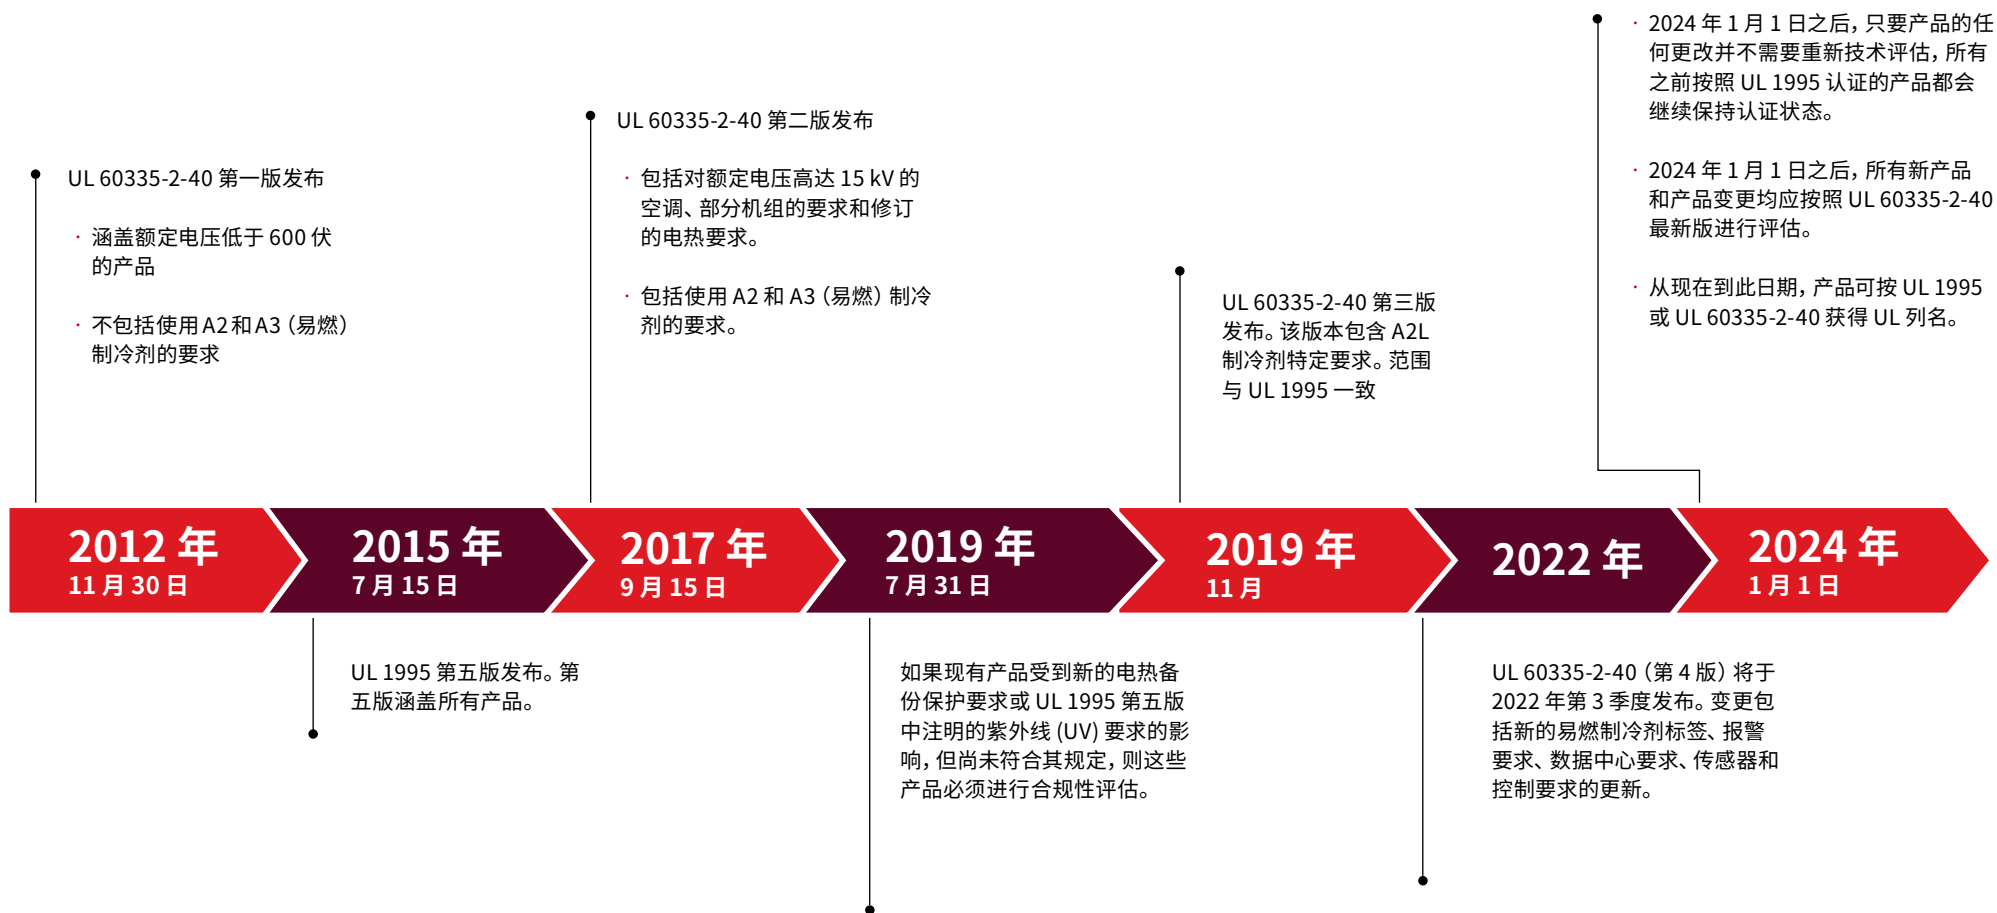 UL 60335-2-40 第一版发布
· 涵盖额定电压低于 600 伏
的产品
· 不包括使用 A2 和 A3（易燃）
制冷剂的要求
UL 60335-2-40 第二版发布
· 包括对额定电压高达 15 kV 的
空调、部分机组的要求和修订
的电热要求。
· 包括使用 A2 和 A3（易燃）制冷
剂的要求。
UL 60335-2-40 第三版
发布。该版本包含 A2L
制冷剂特定要求。范围
与 UL 1995 一致
· 2024 年 1 月 1 日之后，只要产品的任
何更改并不需要重新技术评估，所有
之前按照 UL 1995 认证的产品都会
继续保持认证状态。
· 2024 年 1 月 1 日之后，所有新产品
和产品变更均应按照 UL 60335-2-40
最新版进行评估。
· 从现在到此日期，产品可按 UL 1995
或 UL 60335-2-40 获得 UL 列名。
2012 年
11 月 30 日
2015 年
7 月 15 日
2017 年
9 月 15 日
2019 年
7 月 31 日
2019 年
11 月
2022 年
2024 年
1 月 1 日
UL 1995 第五版发布。第
五版涵盖所有产品。
如果现有产品受到新的电热备
份保护要求或 UL 1995 第五版
中注明的紫外线 (UV) 要求的影
响，但尚未符合其规定，则这些
产品必须进行合规性评估。
UL 60335-2-40（第 4 版）将于
2022 年第 3 季度发布。变更包
括新的易燃制冷剂标签、报警
要求、数据中心要求、传感器和
控制要求的更新。